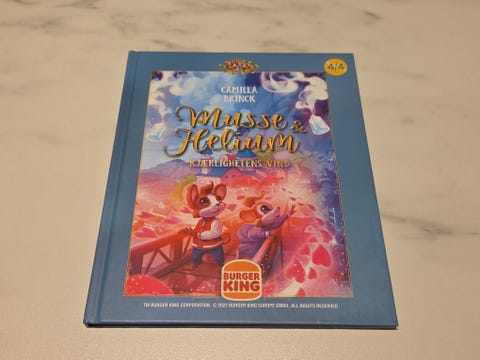 4/4
CAMILLA
BRINCK
Musse &
Helium
KJÆRLIGHETENS VIND
BURGER
KING
TM BURGER KING CORPORATION. © 2022 BURGER KING EUROPE GMBH. ALL RIGHTS RESERVED.